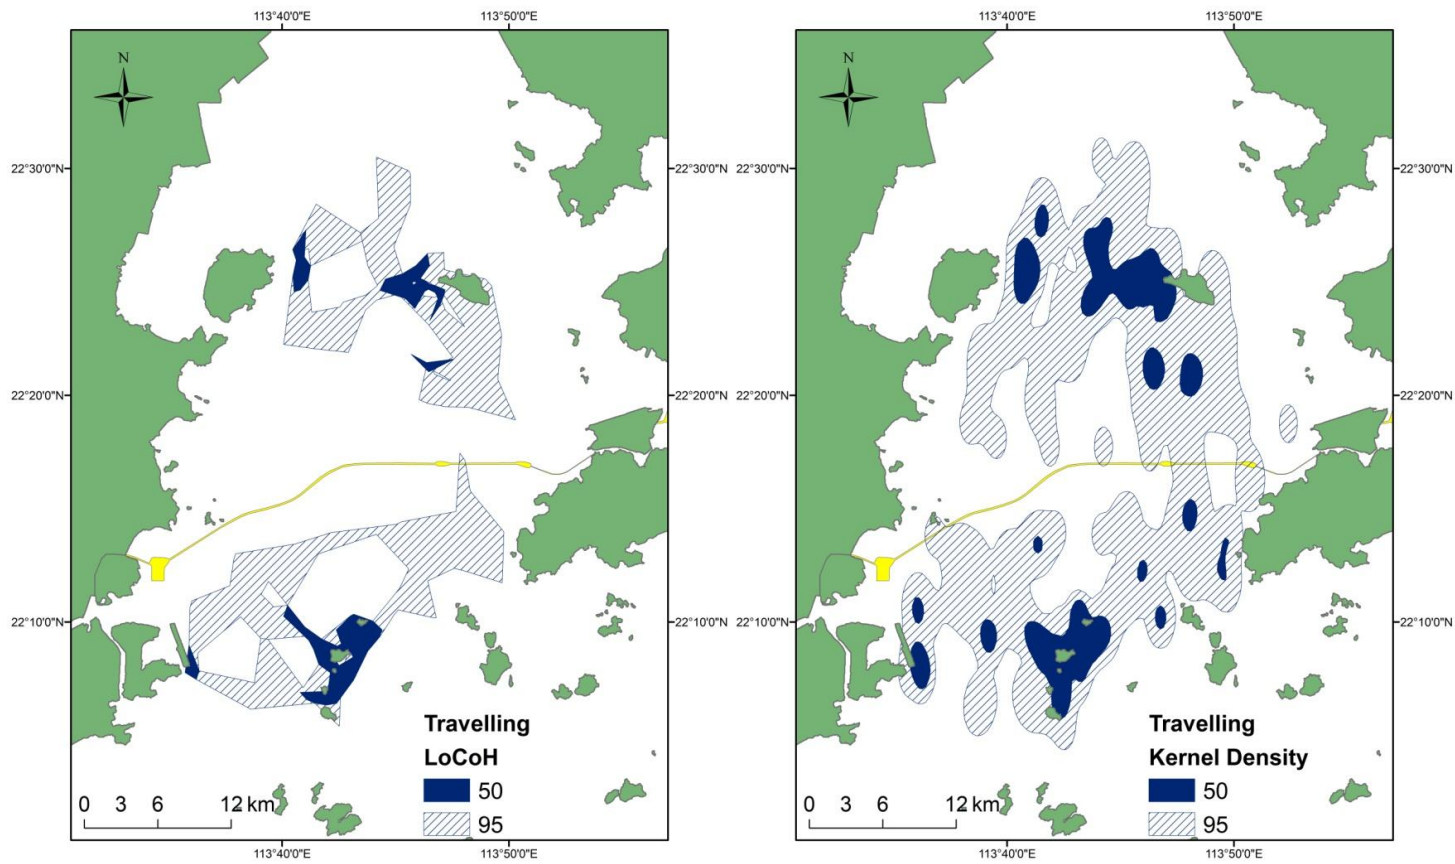 113°40'0"E 113°50'0"E 113°40'0"E 113°50'0"E
N N
22°30'0"N 22°30'0"N 22°30'0"N 22°30'0"N
22°20'0"N 22°20'0"N 22°20'0"N 22°20'0"N
22°10'0"N 22°10'0"N 22°10'0"N 22°10'0"N
Travelling
LoCoH
50
95
0 3 6 12 km
Travelling
Kernel Density
50
95
0 3 6 12 km
113°40'0"E 113°50'0"E 113°40'0"E 113°50'0"E